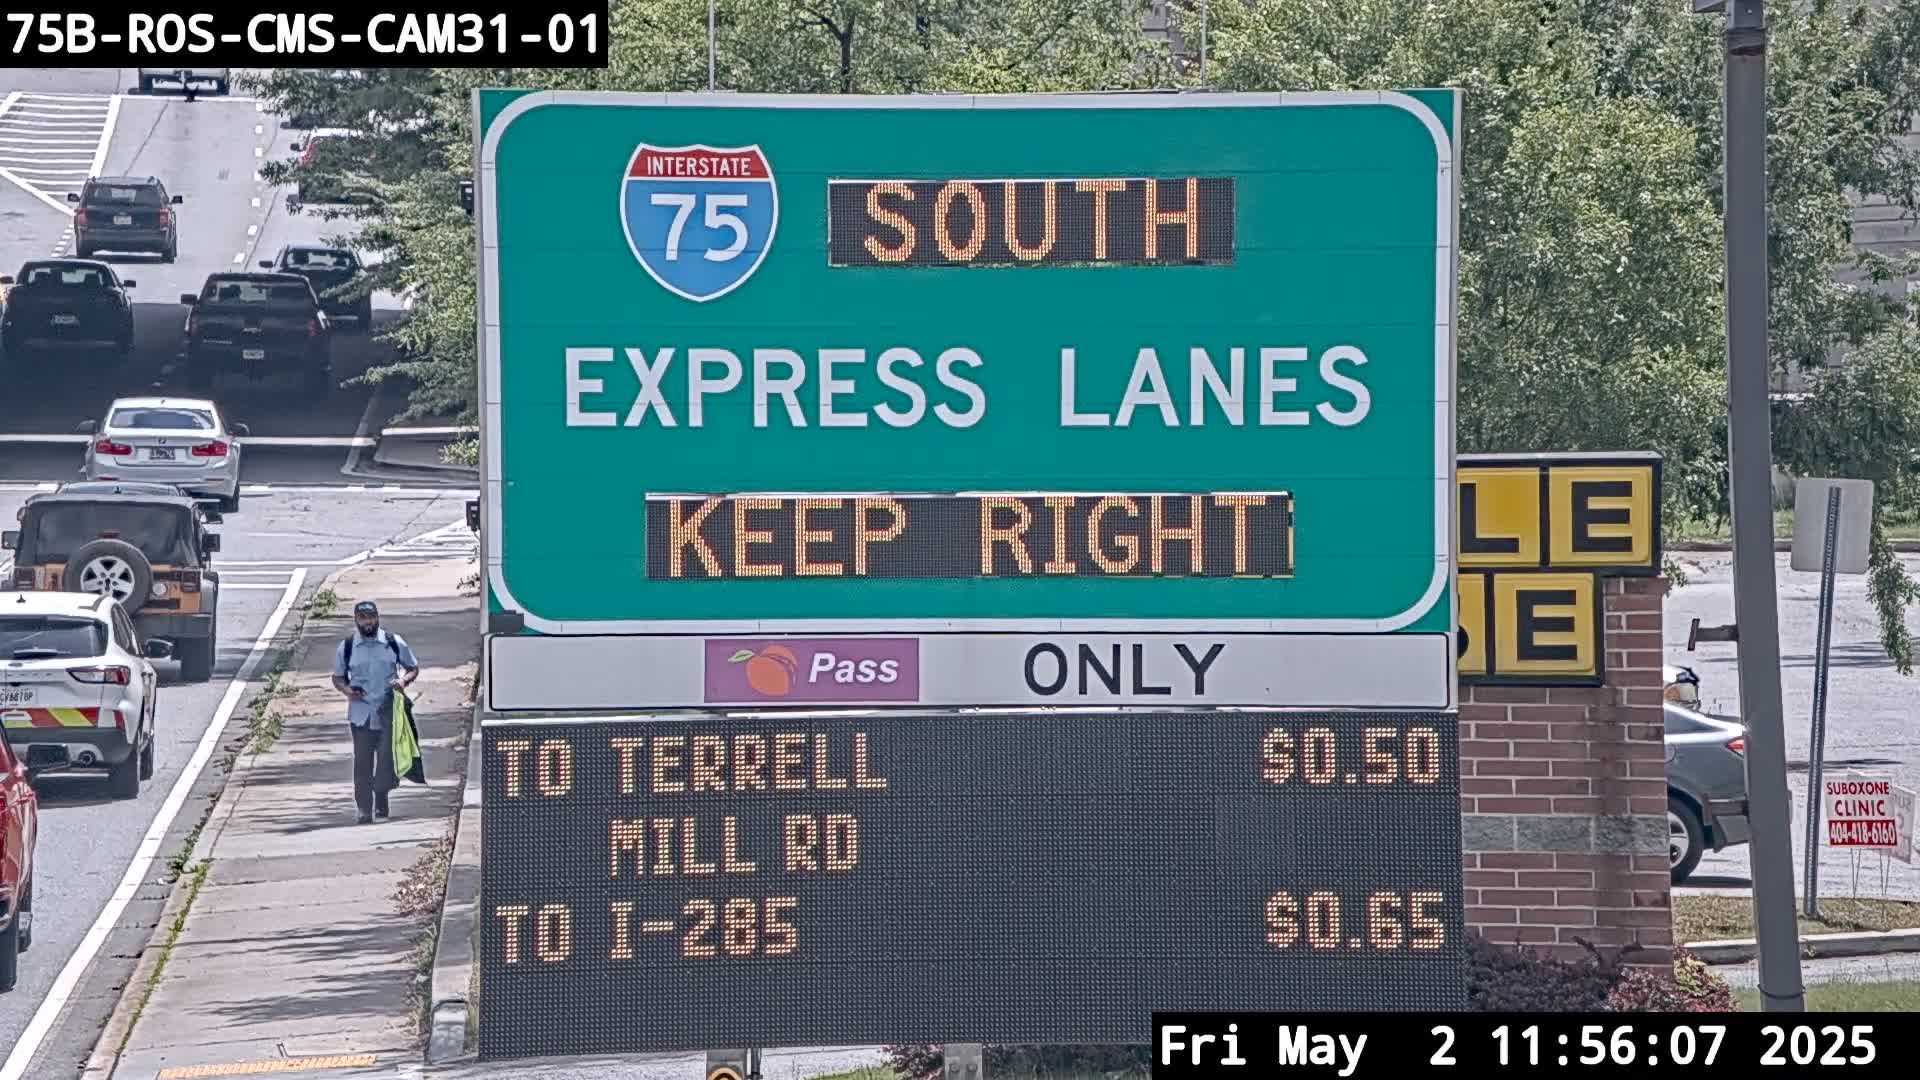 75B-ROS-CMS-CAM31-01
INTERSTATE
75
SOUTH
EXPRESS LANES
KEEP RIGHT
Pass ONLY
TO TERRELL $0.50
MILL RD
TO I-285 $0.65
LE
E
SUBOXONE
CLINIC
404-418-6160
Fri May 2 11:56:07 2025